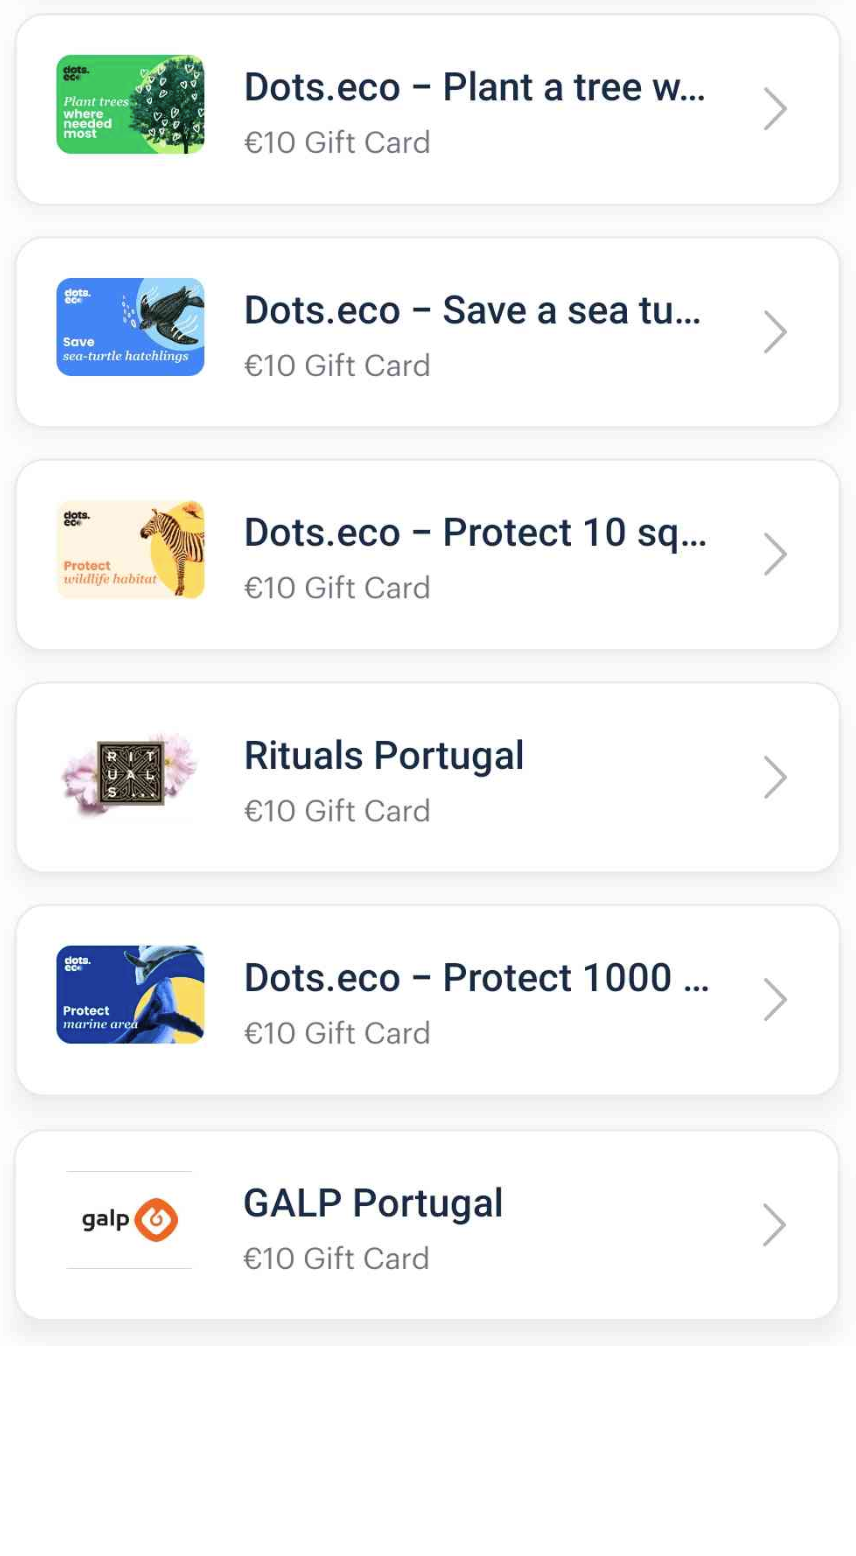 dots.
eco
Plant trees
where
needed
most
Dots.eco – Plant a tree w...
€10 Gift Card
dots.
eco
Save
sea-turtle hatchlings
Dots.eco – Save a sea tu...
€10 Gift Card
dots.
eco
Protect
wildlife habitat
Dots.eco – Protect 10 sq...
€10 Gift Card
RIT
UAL
S...
Rituals Portugal
€10 Gift Card
dots.
eco
Protect
marine area
Dots.eco – Protect 1000 ...
€10 Gift Card
galp
GALP Portugal
€10 Gift Card